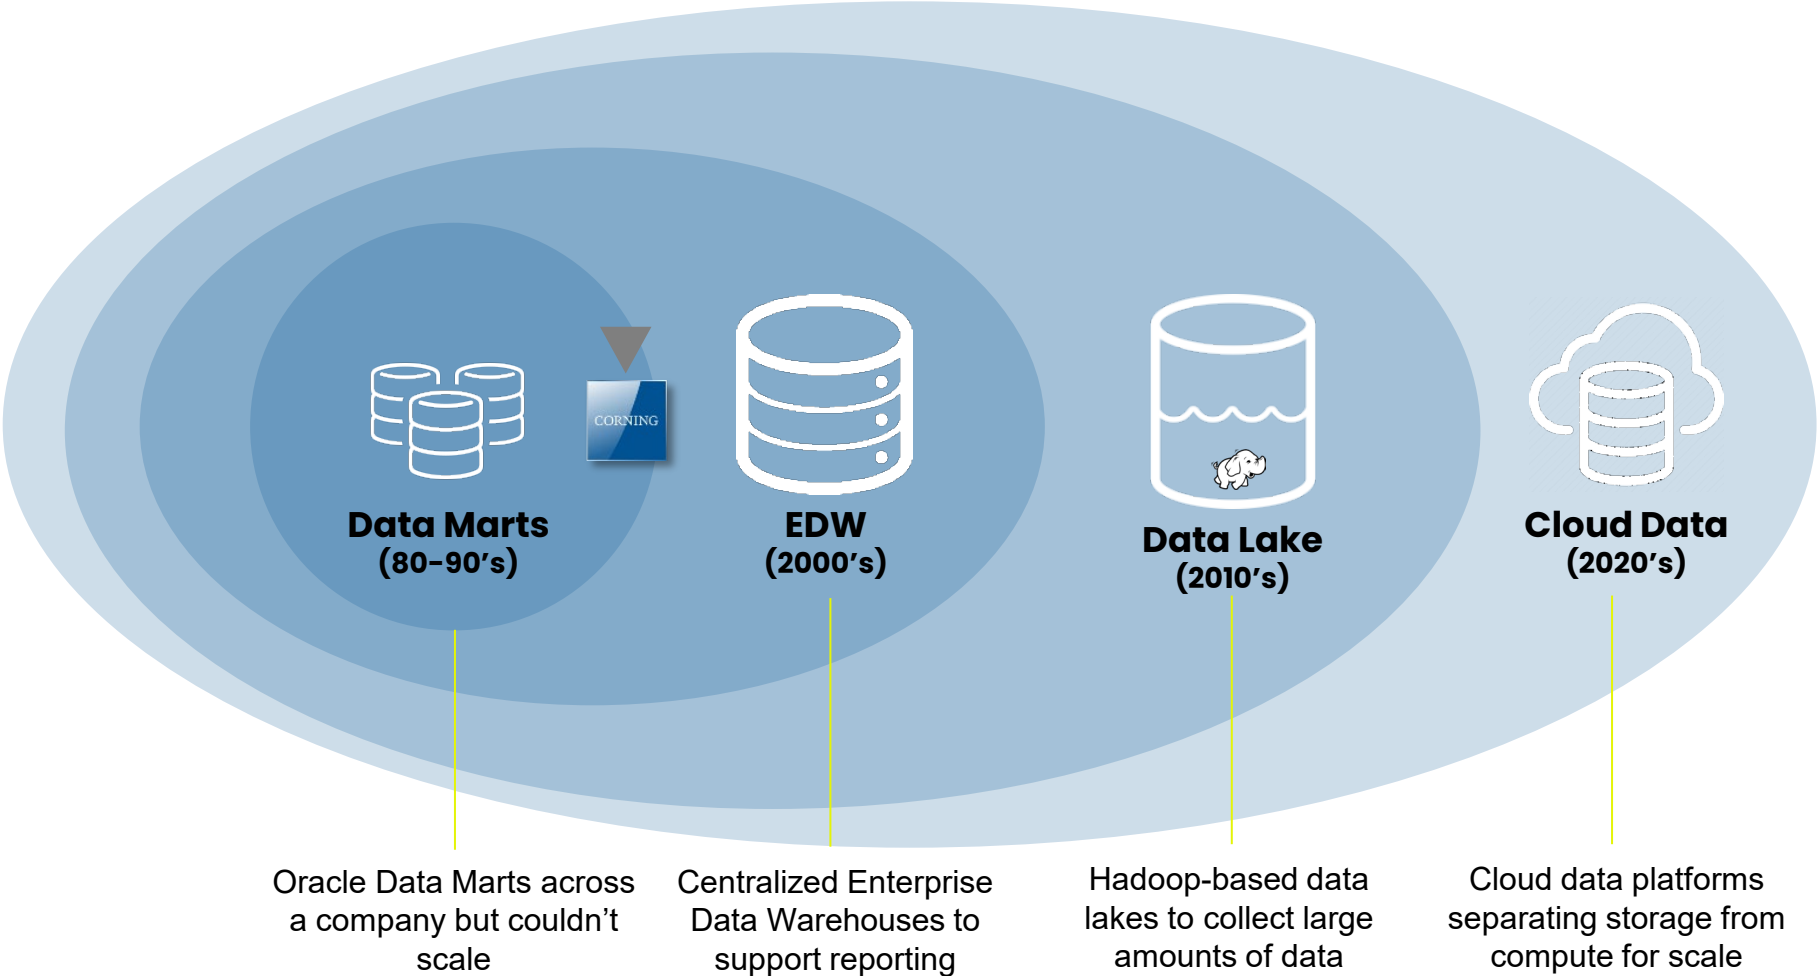 CORNING
Data Marts
(80-90’s)
EDW
(2000’s)
Data Lake
(2010’s)
Cloud Data
(2020’s)
Oracle Data Marts across
a company but couldn’t
scale
Centralized Enterprise
Data Warehouses to
support reporting
Hadoop-based data
lakes to collect large
amounts of data
Cloud data platforms
separating storage from
compute for scale